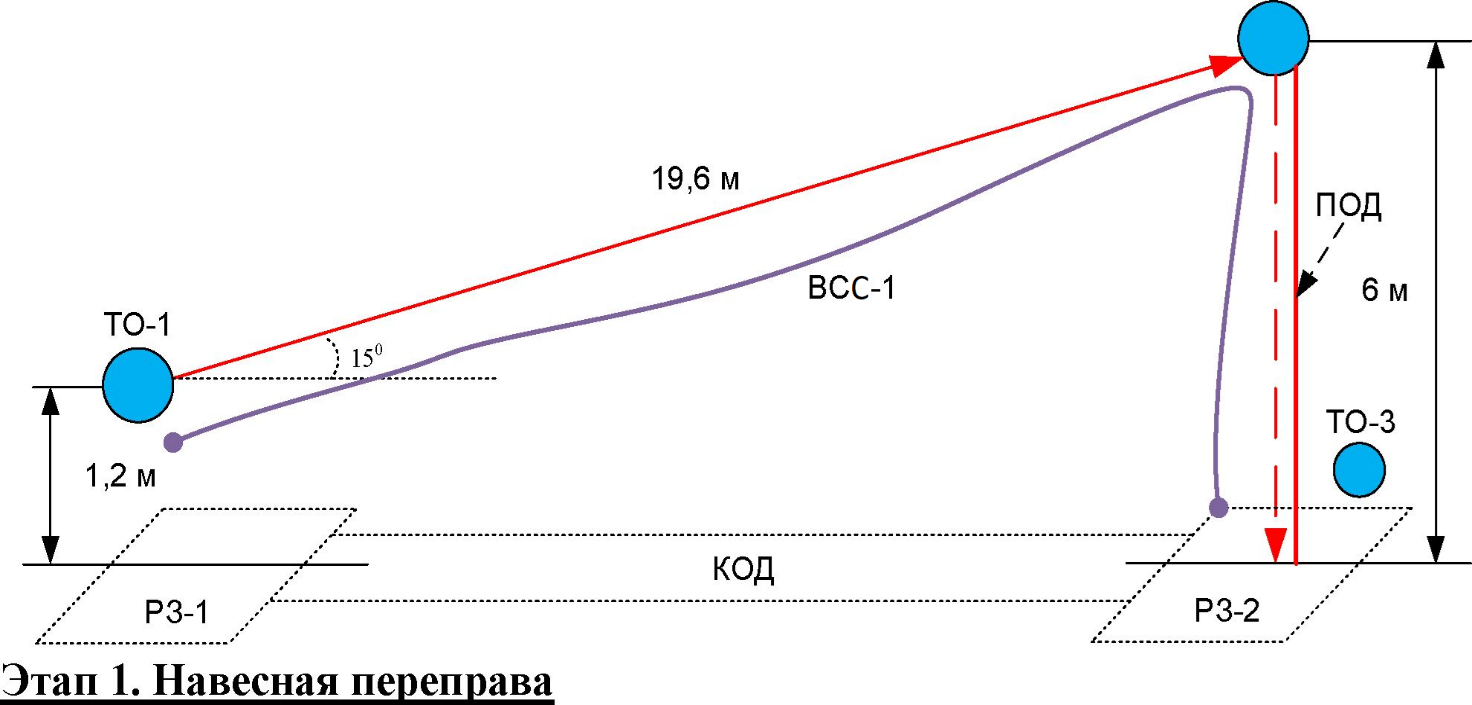 19,6 м
ПОД
ВСС-1
6 м
ТО-1
15⁰
ТО-3
1,2 м
КОД
РЗ-1
РЗ-2
Этап 1. Навесная переправа